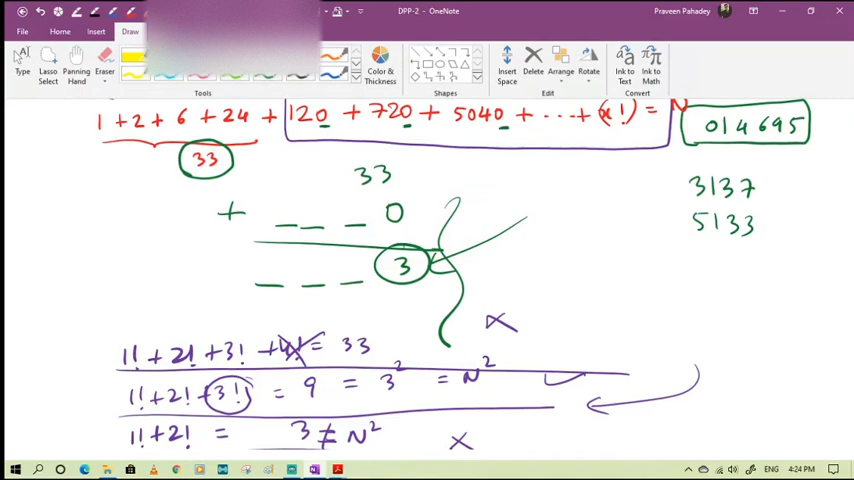 DPP-2 - OneNote
Praveen Pahadey
File Home Insert Draw
Type Lasso Select Panning Hand Eraser Color & Thickness Insert Space Delete Arrange Rotate Ink to Text Ink to Math
Tools Shapes Edit Convert
1 + 2 + 6 + 24 + 120 + 720 + 5040 + ... + (x!) = N
014695
33
33
3137
+ _ _ _ 0
5133
_ _ _ 3
×
1! + 2! + 3! + 4! = 33
1! + 2! + 3! = 9 = 3² = N² ✓
1! + 2! = 3 ≠ N² ×
ENG 4:24 PM